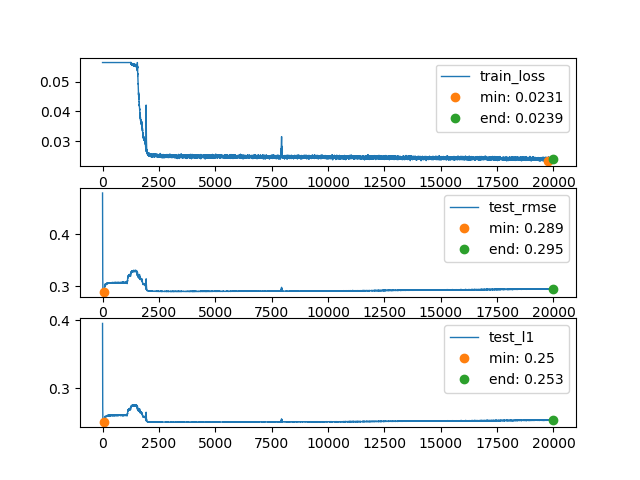 0.05
0.04
0.03
train_loss
min: 0.0231
end: 0.0239
0 2500 5000 7500 10000 12500 15000 17500 20000
0.4
0.3
test_rmse
min: 0.289
end: 0.295
0 2500 5000 7500 10000 12500 15000 17500 20000
0.4
0.3
test_l1
min: 0.25
end: 0.253
0 2500 5000 7500 10000 12500 15000 17500 20000